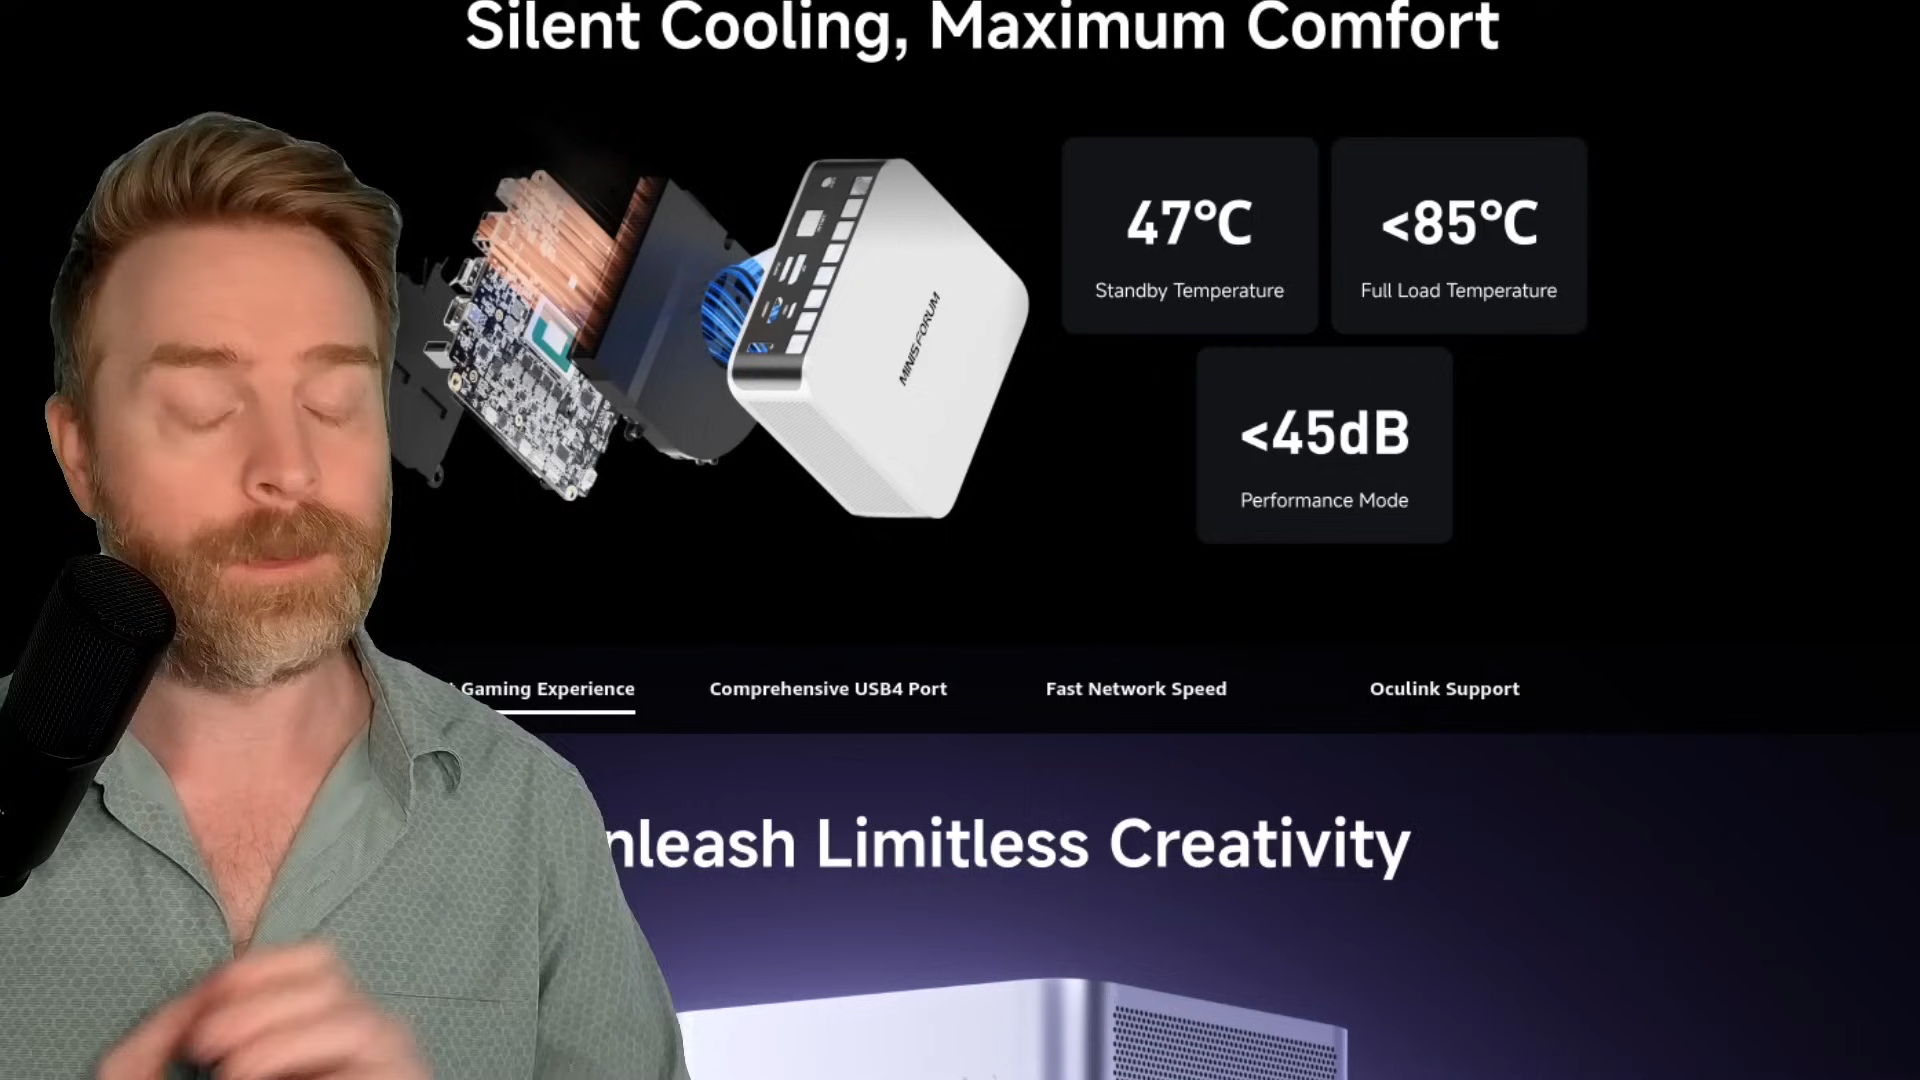 Silent Cooling, Maximum Comfort
47°C
Standby Temperature
<85°C
Full Load Temperature
MINISFORUM
<45dB
Performance Mode
Gaming Experience
Comprehensive USB4 Port
Fast Network Speed
Oculink Support
nleash Limitless Creativity